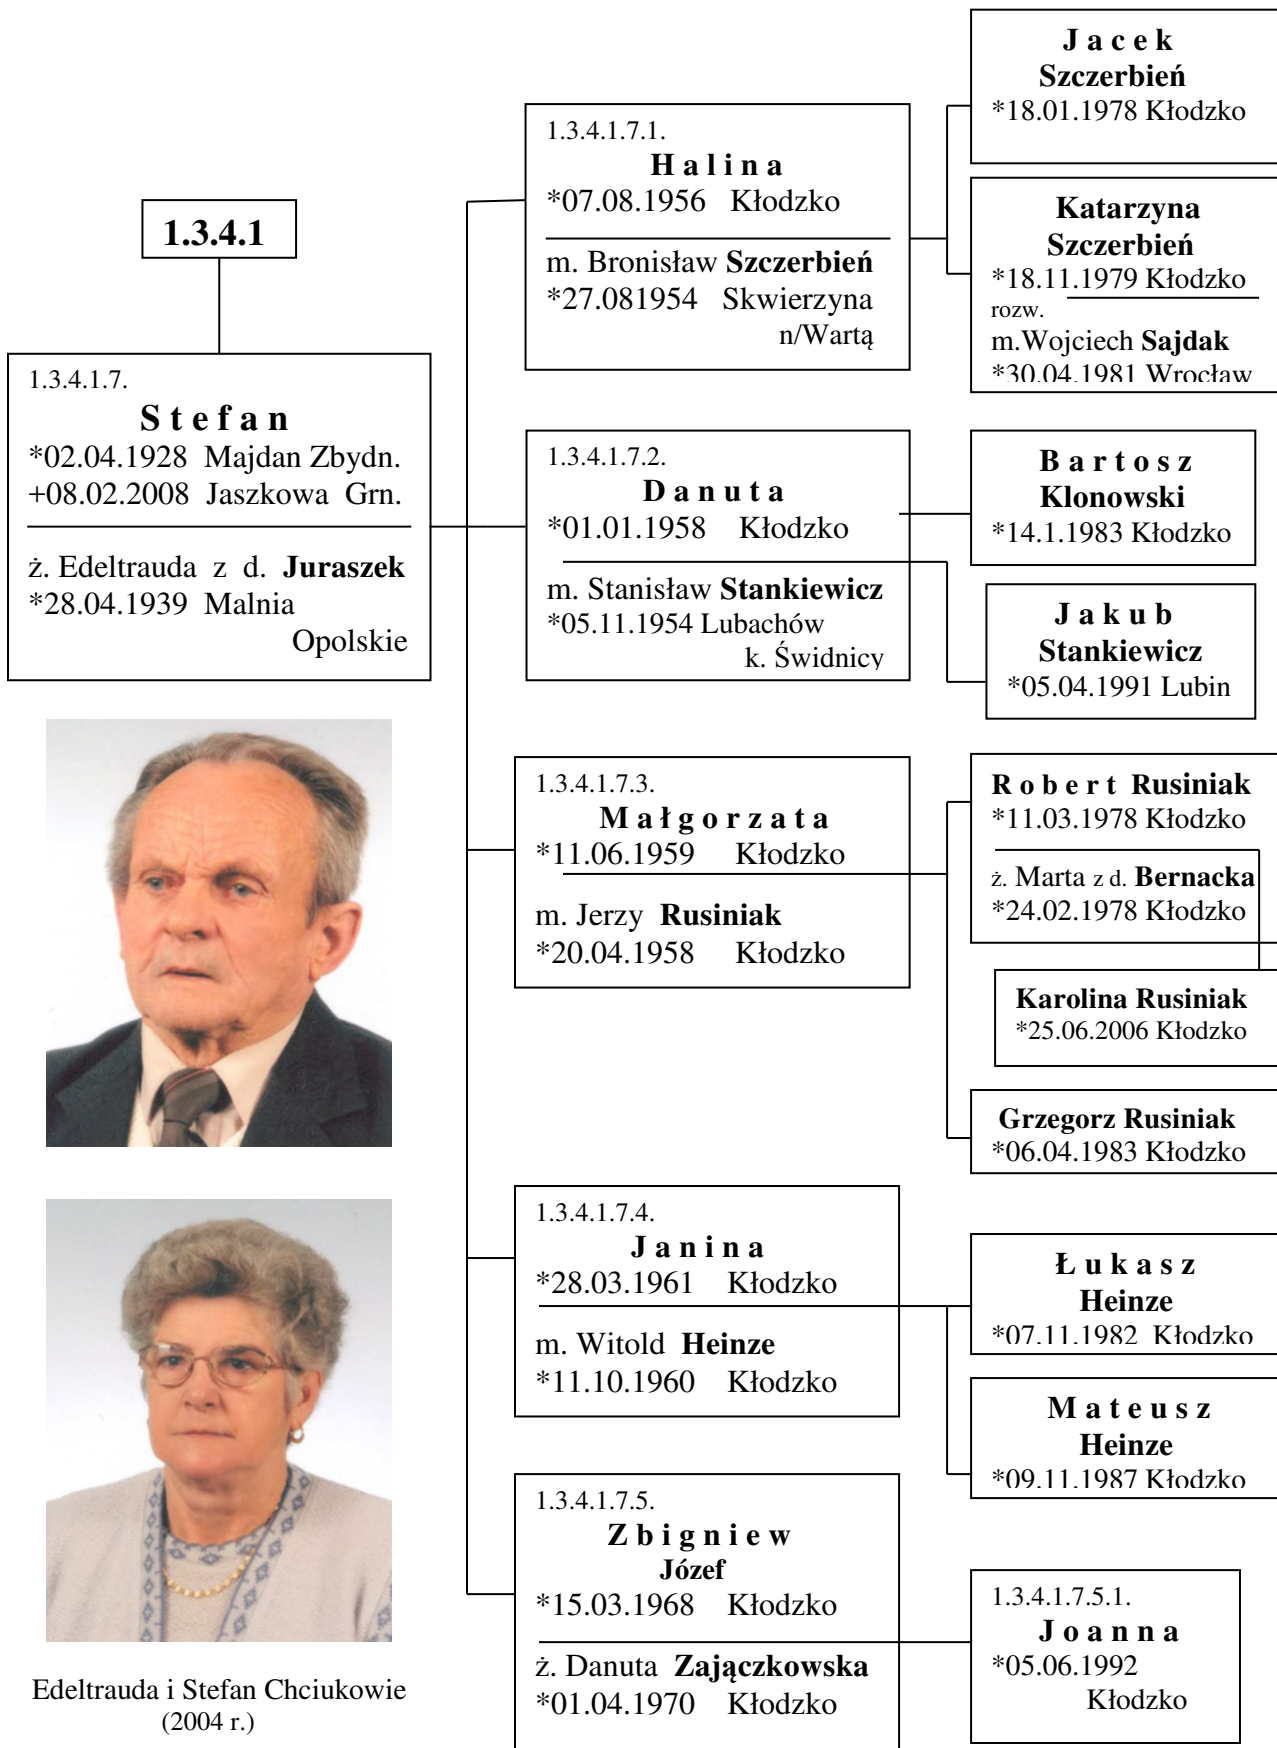 1.3.4.1
1.3.4.1.7.
S t e f a n
*02.04.1928 Majdan Zbydn.
+08.02.2008 Jaszkowa Grn.
ż. Edeltrauda z d. Juraszek
*28.04.1939 Malnia
Opolskie
1.3.4.1.7.1.
H a l i n a
*07.08.1956 Kłodzko
m. Bronisław Szczerbień
*27.081954 Skwierzyna
n/Wartą
J a c e k
Szczerbień
*18.01.1978 Kłodzko
Katarzyna
Szczerbień
*18.11.1979 Kłodzko
rozw.
m.Wojciech Sajdak
*30.04.1981 Wrocław
1.3.4.1.7.2.
D a n u t a
*01.01.1958 Kłodzko
m. Stanisław Stankiewicz
*05.11.1954 Lubachów
k. Świdnicy
B a r t o s z
Klonowski
*14.1.1983 Kłodzko
J a k u b
Stankiewicz
*05.04.1991 Lubin
1.3.4.1.7.3.
M a ł g o r z a t a
*11.06.1959 Kłodzko
m. Jerzy Rusiniak
*20.04.1958 Kłodzko
R o b e r t Rusiniak
*11.03.1978 Kłodzko
ż. Marta z d. Bernacka
*24.02.1978 Kłodzko
Karolina Rusiniak
*25.06.2006 Kłodzko
Grzegorz Rusiniak
*06.04.1983 Kłodzko
1.3.4.1.7.4.
J a n i n a
*28.03.1961 Kłodzko
m. Witold Heinze
*11.10.1960 Kłodzko
Ł u k a s z
Heinze
*07.11.1982 Kłodzko
M a t e u s z
Heinze
*09.11.1987 Kłodzko
1.3.4.1.7.5.
Z b i g n i e w
Józef
*15.03.1968 Kłodzko
ż. Danuta Zajączkowska
*01.04.1970 Kłodzko
1.3.4.1.7.5.1.
J o a n n a
*05.06.1992
Kłodzko
Edeltrauda i Stefan Chciukowie
(2004 r.)